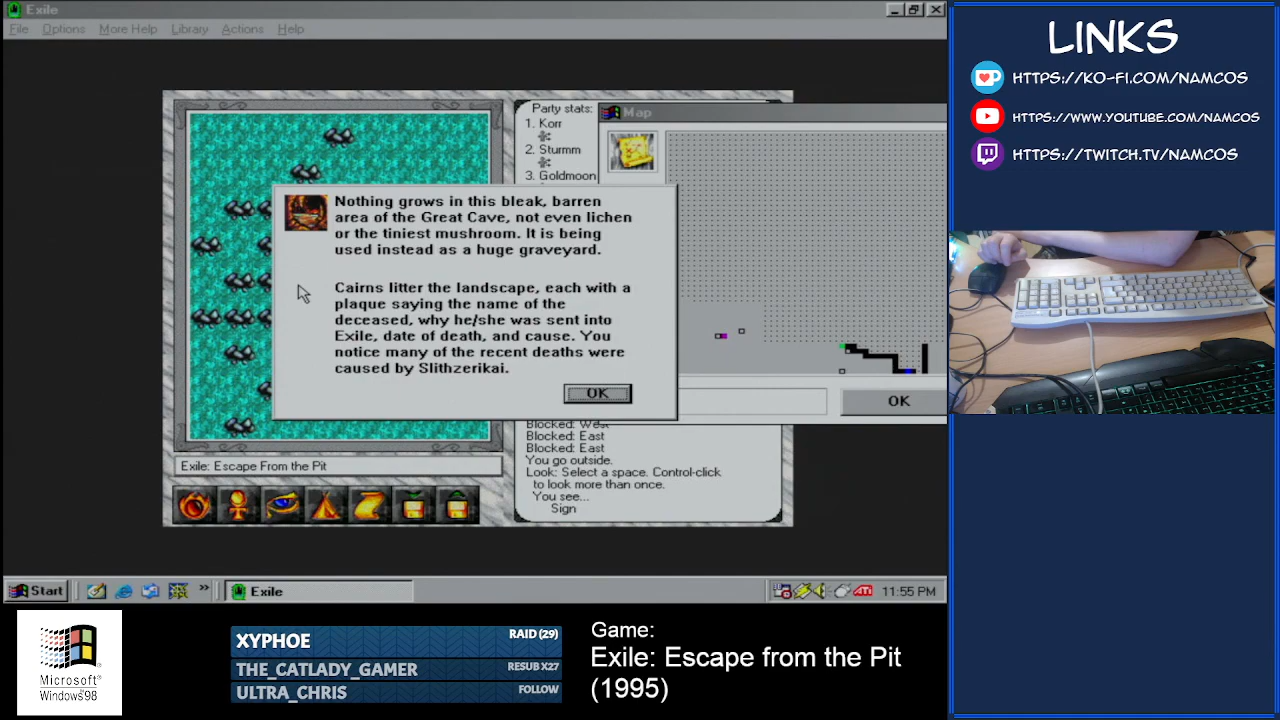 Exile
File Options More Help Library Actions Help
Party stats:
1. Korr
2. Sturmm
3. Goldmoon
Map
Nothing grows in this bleak, barren
area of the Great Cave, not even lichen
or the tiniest mushroom. It is being
used instead as a huge graveyard.
Cairns litter the landscape, each with a
plaque saying the name of the
deceased, why he/she was sent into
Exile, date of death, and cause. You
notice many of the recent deaths were
caused by Slithzerikai.
OK
OK
Blocked: West
Blocked: East
Blocked: East
You go outside.
Look: Select a space. Control-click
to look more than once.
You see...
Sign
Exile: Escape From the Pit
Start
Exile
ATI
11:55 PM
LINKS
HTTPS://KO-FI.COM/NAMCOS
HTTPS://WWW.YOUTUBE.COM/NAMCOS
HTTPS://TWITCH.TV/NAMCOS
Microsoft
Windows 98
XYPHOE RAID (29)
THE_CATLADY_GAMER RESUB X27
ULTRA_CHRIS FOLLOW
Game:
Exile: Escape from the Pit
(1995)